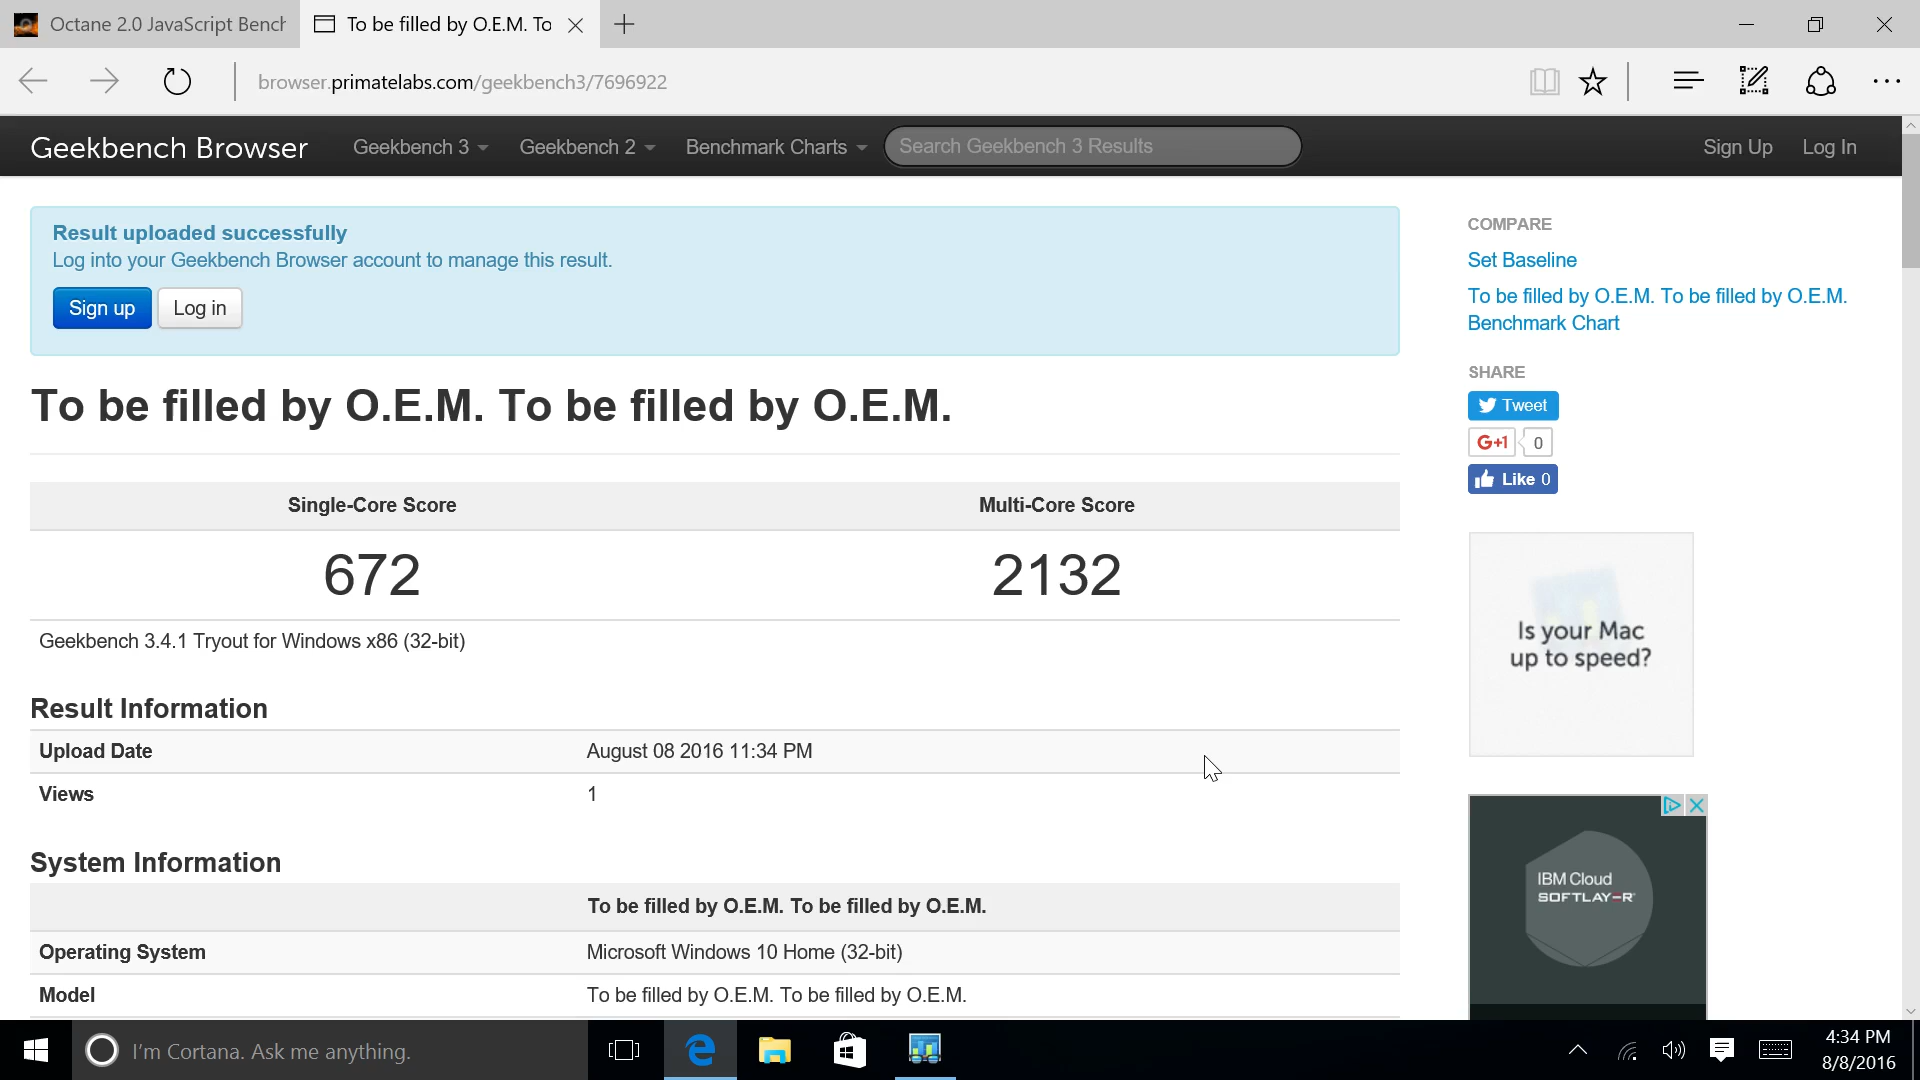 Octane 2.0 JavaScript Bench
To be filled by O.E.M. To
browser.primatelabs.com/geekbench3/7696922
Geekbench Browser
Geekbench 3
Geekbench 2
Benchmark Charts
Search Geekbench 3 Results
Sign Up
Log In
Result uploaded successfully
Log into your Geekbench Browser account to manage this result.
Sign up
Log in
To be filled by O.E.M. To be filled by O.E.M.
Single-Core Score
Multi-Core Score
672
2132
Geekbench 3.4.1 Tryout for Windows x86 (32-bit)
Result Information
Upload Date
August 08 2016 11:34 PM
Views
1
System Information
To be filled by O.E.M. To be filled by O.E.M.
Operating System
Microsoft Windows 10 Home (32-bit)
Model
To be filled by O.E.M. To be filled by O.E.M.
COMPARE
Set Baseline
To be filled by O.E.M. To be filled by O.E.M.
Benchmark Chart
SHARE
Tweet
G+1
0
Like 0
Is your Mac
up to speed?
IBM Cloud
SOFTLAYER
I'm Cortana. Ask me anything.
4:34 PM
8/8/2016